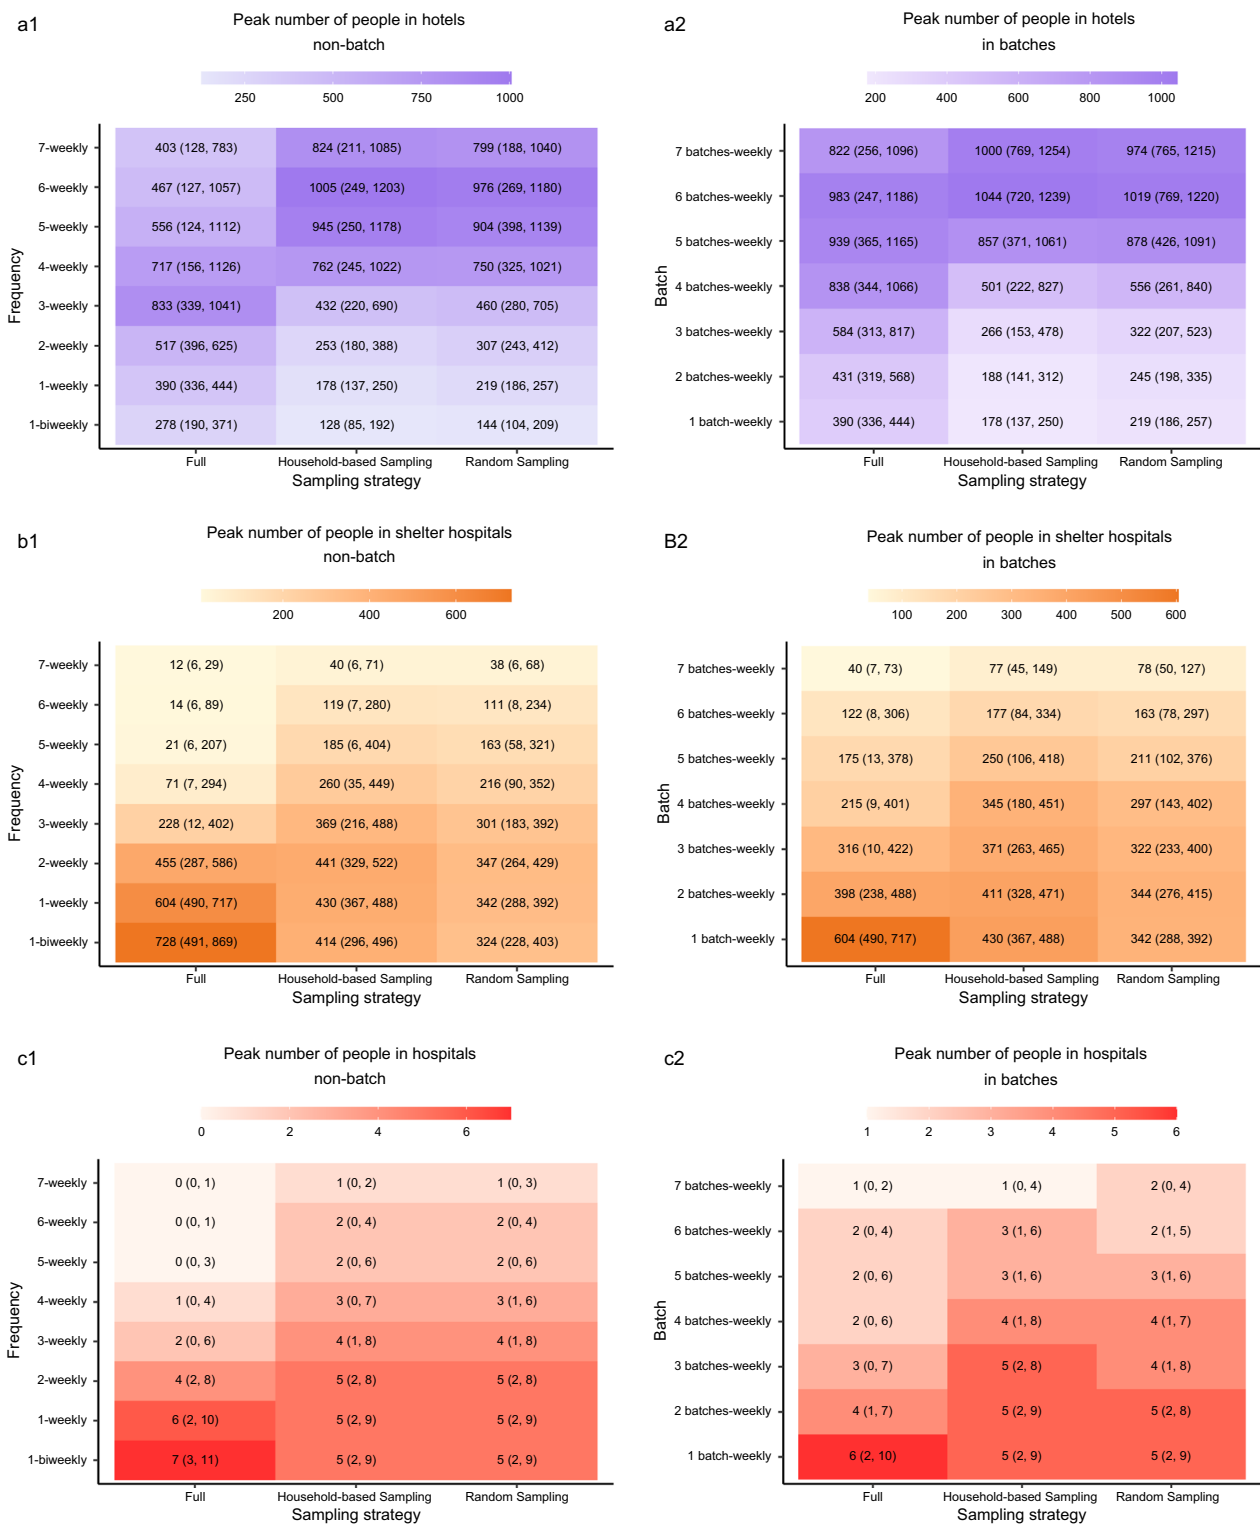 a1
Peak number of people in hotels
non-batch
250 500 750 1000
Frequency
7-weekly 403 (128, 783) 824 (211, 1085) 799 (188, 1040)
6-weekly 467 (127, 1057) 1005 (249, 1203) 976 (269, 1180)
5-weekly 556 (124, 1112) 945 (250, 1178) 904 (398, 1139)
4-weekly 717 (156, 1126) 762 (245, 1022) 750 (325, 1021)
3-weekly 833 (339, 1041) 432 (220, 690) 460 (280, 705)
2-weekly 517 (396, 625) 253 (180, 388) 307 (243, 412)
1-weekly 390 (336, 444) 178 (137, 250) 219 (186, 257)
1-biweekly 278 (190, 371) 128 (85, 192) 144 (104, 209)
Full Household-based Sampling Random Sampling
Sampling strategy
a2
Peak number of people in hotels
in batches
200 400 600 800 1000
Batch
7 batches-weekly 822 (256, 1096) 1000 (769, 1254) 974 (765, 1215)
6 batches-weekly 983 (247, 1186) 1044 (720, 1239) 1019 (769, 1220)
5 batches-weekly 939 (365, 1165) 857 (371, 1061) 878 (426, 1091)
4 batches-weekly 838 (344, 1066) 501 (222, 827) 556 (261, 840)
3 batches-weekly 584 (313, 817) 266 (153, 478) 322 (207, 523)
2 batches-weekly 431 (319, 568) 188 (141, 312) 245 (198, 335)
1 batch-weekly 390 (336, 444) 178 (137, 250) 219 (186, 257)
Full Household-based Sampling Random Sampling
Sampling strategy
b1
Peak number of people in shelter hospitals
non-batch
200 400 600
Frequency
7-weekly 12 (6, 29) 40 (6, 71) 38 (6, 68)
6-weekly 14 (6, 89) 119 (7, 280) 111 (8, 234)
5-weekly 21 (6, 207) 185 (6, 404) 163 (58, 321)
4-weekly 71 (7, 294) 260 (35, 449) 216 (90, 352)
3-weekly 228 (12, 402) 369 (216, 488) 301 (183, 392)
2-weekly 455 (287, 586) 441 (329, 522) 347 (264, 429)
1-weekly 604 (490, 717) 430 (367, 488) 342 (288, 392)
1-biweekly 728 (491, 869) 414 (296, 496) 324 (228, 403)
Full Household-based Sampling Random Sampling
Sampling strategy
B2
Peak number of people in shelter hospitals
in batches
100 200 300 400 500 600
Batch
7 batches-weekly 40 (7, 73) 77 (45, 149) 78 (50, 127)
6 batches-weekly 122 (8, 306) 177 (84, 334) 163 (78, 297)
5 batches-weekly 175 (13, 378) 250 (106, 418) 211 (102, 376)
4 batches-weekly 215 (9, 401) 345 (180, 451) 297 (143, 402)
3 batches-weekly 316 (10, 422) 371 (263, 465) 322 (233, 400)
2 batches-weekly 398 (238, 488) 411 (328, 471) 344 (276, 415)
1 batch-weekly 604 (490, 717) 430 (367, 488) 342 (288, 392)
Full Household-based Sampling Random Sampling
Sampling strategy
c1
Peak number of people in hospitals
non-batch
0 2 4 6
Frequency
7-weekly 0 (0, 1) 1 (0, 2) 1 (0, 3)
6-weekly 0 (0, 1) 2 (0, 4) 2 (0, 4)
5-weekly 0 (0, 3) 2 (0, 6) 2 (0, 6)
4-weekly 1 (0, 4) 3 (0, 7) 3 (1, 6)
3-weekly 2 (0, 6) 4 (1, 8) 4 (1, 8)
2-weekly 4 (2, 8) 5 (2, 8) 5 (2, 8)
1-weekly 6 (2, 10) 5 (2, 9) 5 (2, 9)
1-biweekly 7 (3, 11) 5 (2, 9) 5 (2, 9)
Full Household-based Sampling Random Sampling
Sampling strategy
c2
Peak number of people in hospitals
in batches
1 2 3 4 5 6
Batch
7 batches-weekly 1 (0, 2) 1 (0, 4) 2 (0, 4)
6 batches-weekly 2 (0, 4) 3 (1, 6) 2 (1, 5)
5 batches-weekly 2 (0, 6) 3 (1, 6) 3 (1, 6)
4 batches-weekly 2 (0, 6) 4 (1, 8) 4 (1, 7)
3 batches-weekly 3 (0, 7) 5 (2, 8) 4 (1, 8)
2 batches-weekly 4 (1, 7) 5 (2, 9) 5 (2, 8)
1 batch-weekly 6 (2, 10) 5 (2, 9) 5 (2, 9)
Full Household-based Sampling Random Sampling
Sampling strategy